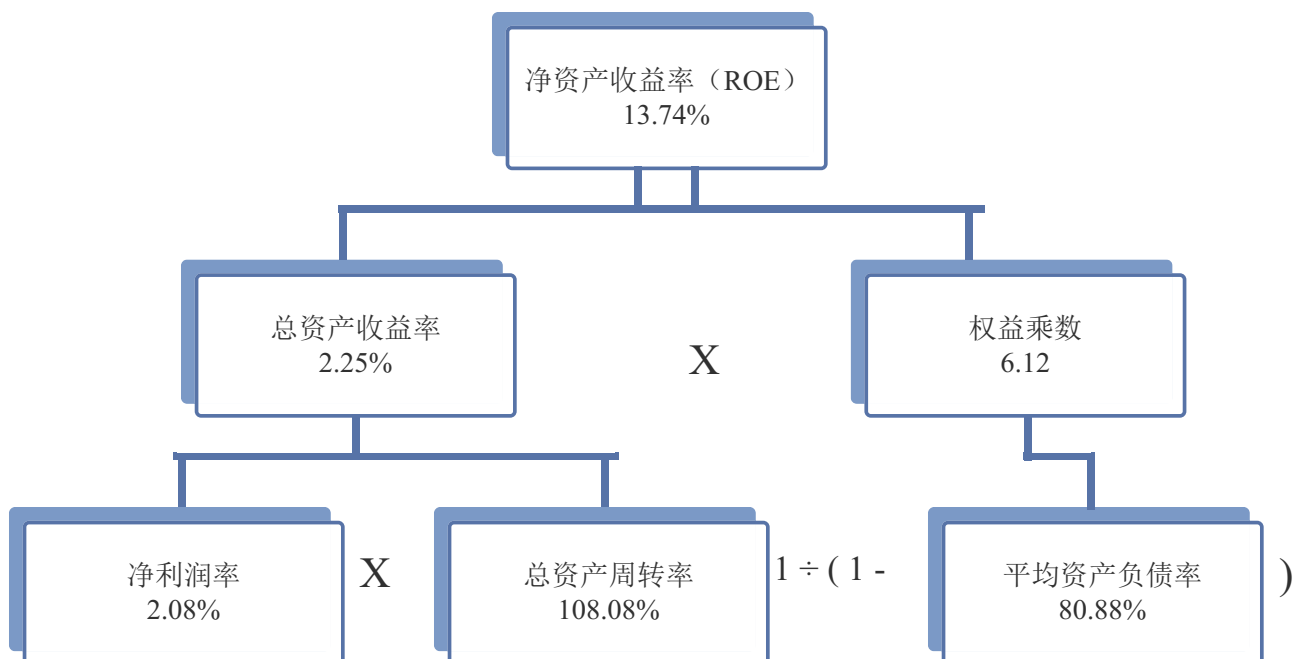 净资产收益率（ROE）
13.74%
总资产收益率
2.25%
X
权益乘数
6.12
净利润率
2.08%
X
总资产周转率
108.08%
1 ÷ ( 1 -
平均资产负债率
80.88%
)